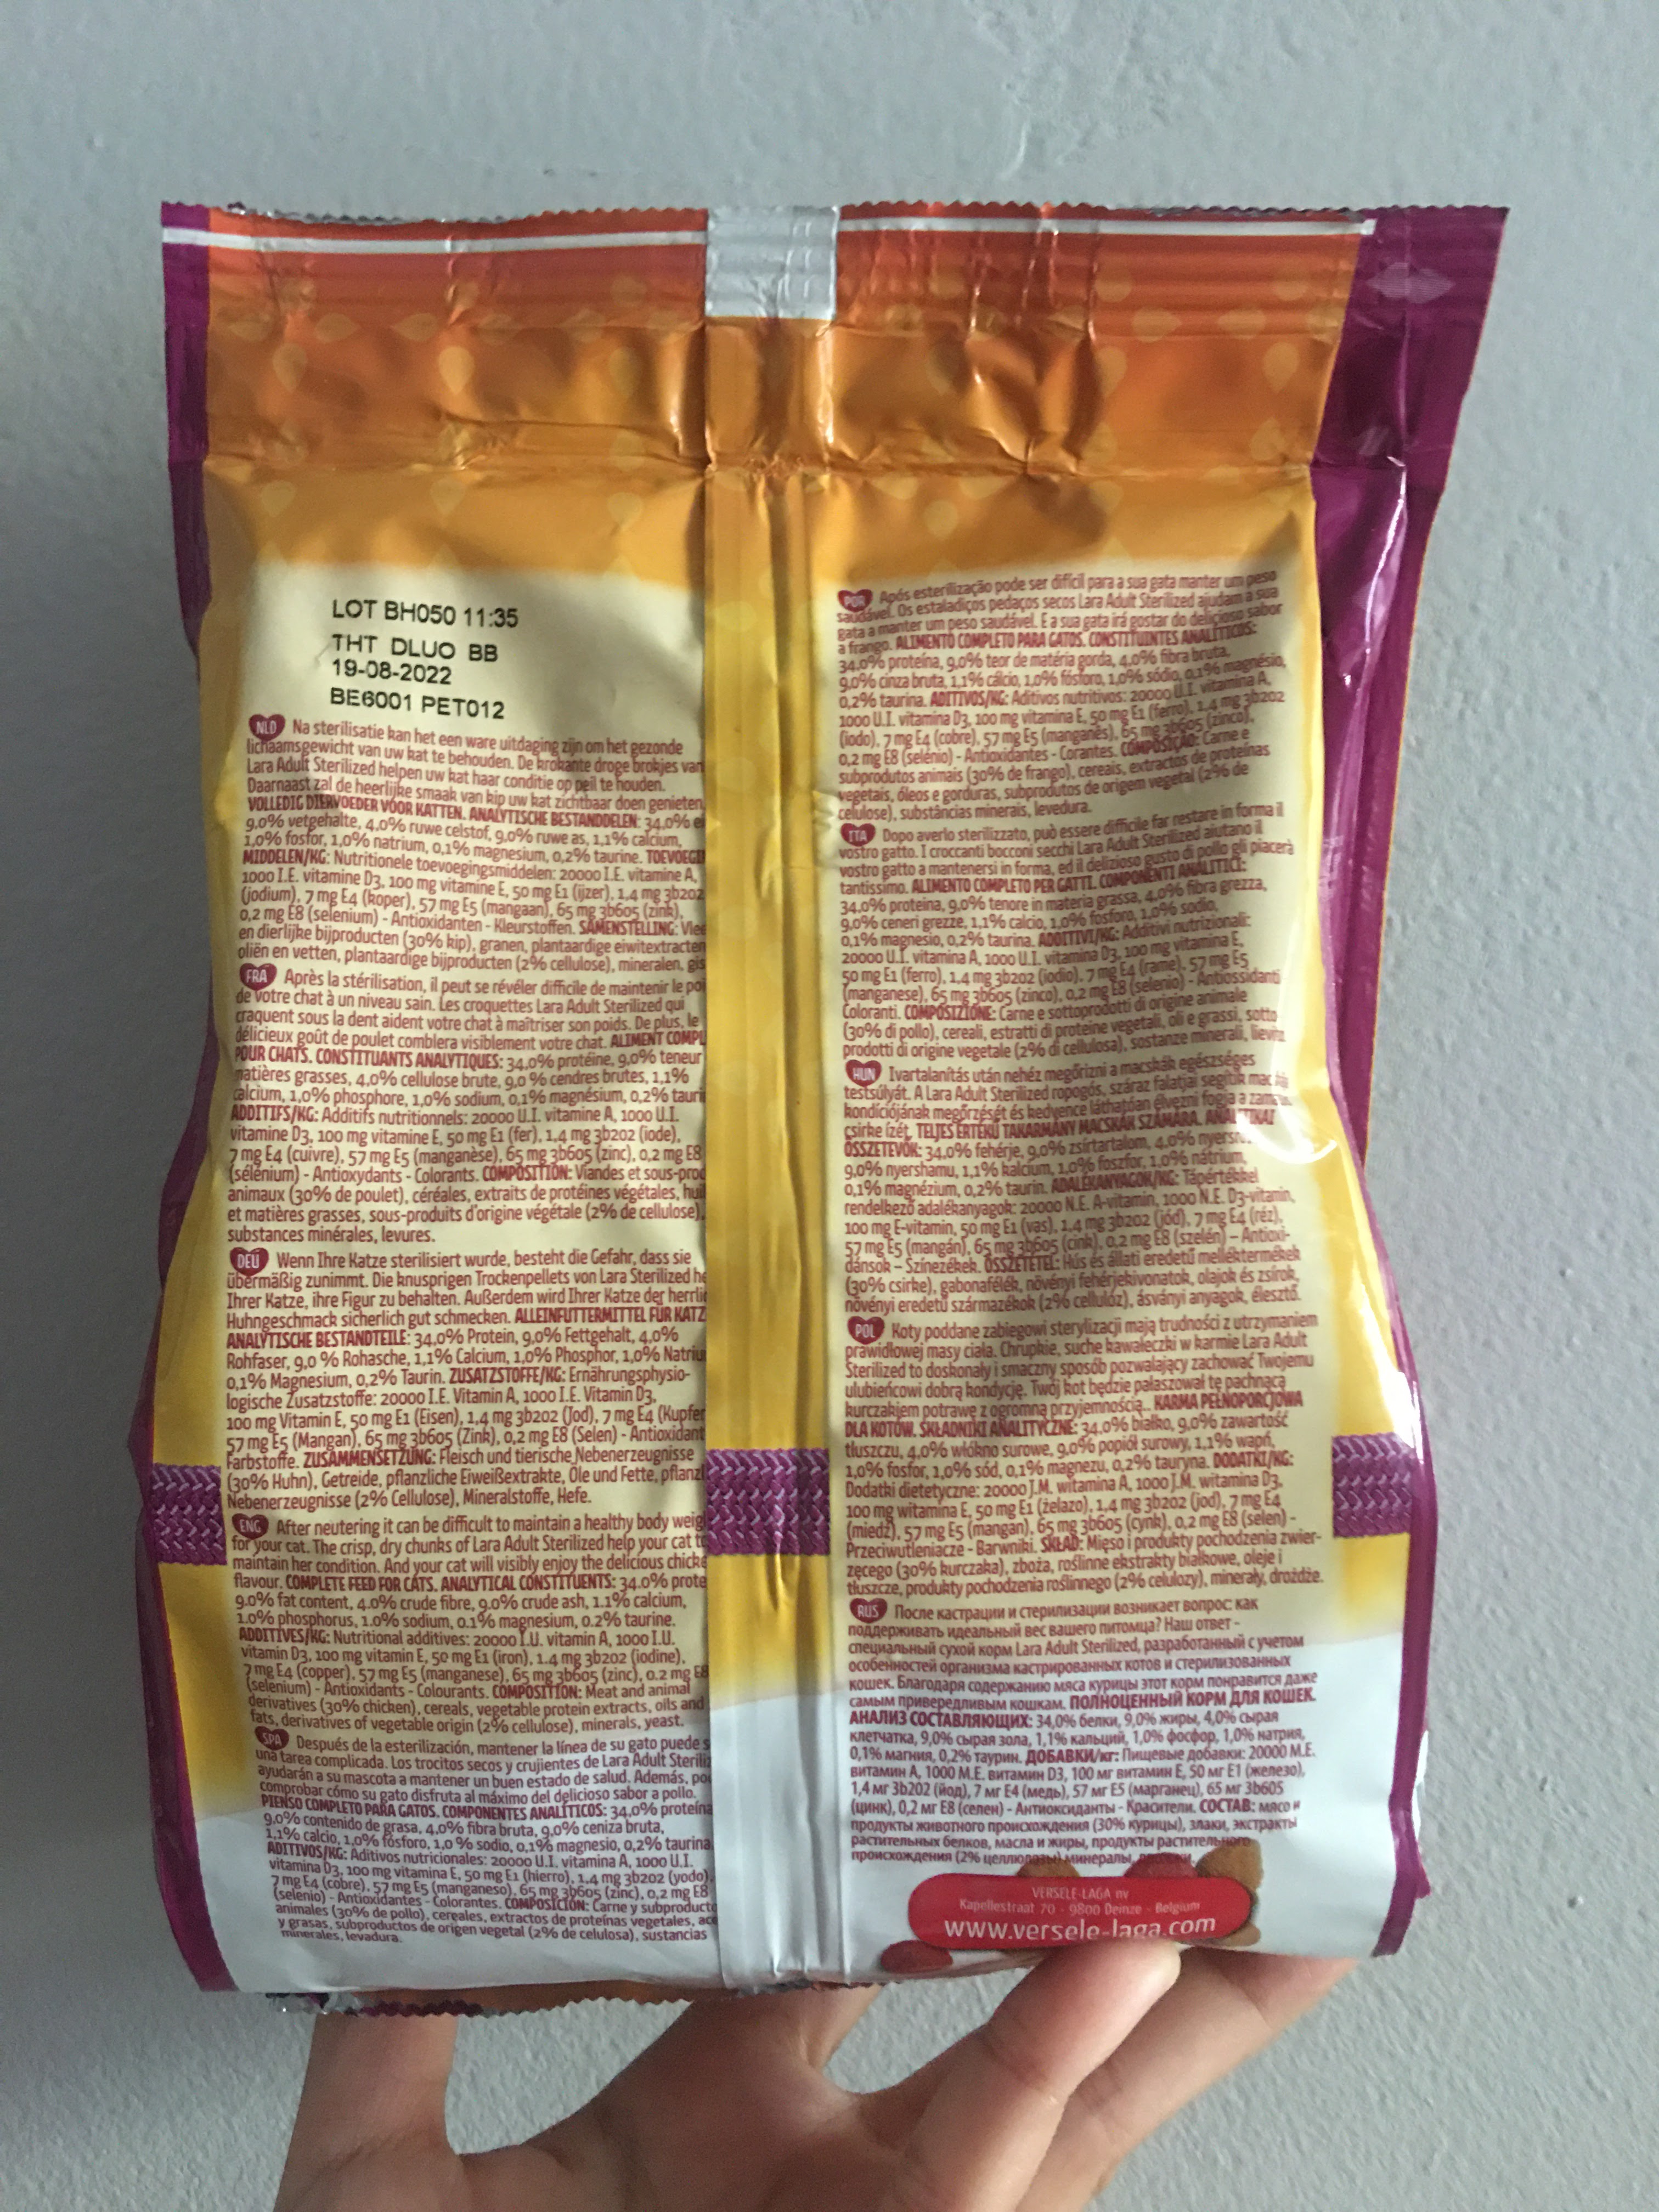 LOT BH050 11:35
THT DLUO BB
19-08-2022
BE6001 PET012
NLD Na sterilisatie kan het een ware uitdaging zijn om het gezonde
lichaamsgewicht van uw kat te behouden. De krokante droge brokjes van
Lara Adult Sterilized helpen uw kat haar conditie op peil te houden.
Daarnaast zal de heerlijke smaak van kip uw kat zichtbaar doen genieten
VOLLEDIG DIERVOEDER VOOR KATTEN. ANALYTISCHE BESTANDDELEN: 34,0%
9,0% vetgehalte, 4,0% ruwe celstof, 9,0% ruwe as, 1,1% calcium,
1,0% fosfor, 1,0% natrium, 0,1% magnesium, 0,2% taurine. TOEVOEGI
MIDDELEN/KG: Nutritionele toevoegingsmiddelen: 20000 I.E. vitamine A,
1000 I.E. vitamine D3, 100 mg vitamine E, 50 mg E1 (ijzer), 1,4 mg 3b202
(jodium), 7 mg E4 (koper), 57 mg E5 (mangaan), 65 mg 3b605 (zink),
0,2 mg E8 (selenium) - Antioxidanten - Kleurstoffen. SAMENSTELLING: Vlee
en dierlijke bijproducten (30% kip), granen, plantaardige eiwitextracten
oliën en vetten, plantaardige bijproducten (2% cellulose), mineralen, gis
FRA Après la stérilisation, il peut se révéler difficile de maintenir le poi
de votre chat à un niveau sain. Les croquettes Lara Adult Sterilized qui
craquent sous la dent aident votre chat à maîtriser son poids. De plus, le
délicieux goût de poulet comblera visiblement votre chat. ALIMENT COMPL
POUR CHATS. CONSTITUANTS ANALYTIQUES: 34,0% protéine, 9,0% teneur
matières grasses, 4,0% cellulose brute, 9,0 % cendres brutes, 1,1%
calcium, 1,0% phosphore, 1,0% sodium, 0,1% magnésium, 0,2% tauri
ADDITIFS/KG: Additifs nutritionnels: 20000 U.I. vitamine A, 1000 U.I.
vitamine D3, 100 mg vitamine E, 50 mg E1 (fer), 1,4 mg 3b202 (iode),
7 mg E4 (cuivre), 57 mg E5 (manganèse), 65 mg 3b605 (zinc), 0,2 mg E8
(sélénium) - Antioxydants - Colorants. COMPOSITION: Viandes et sous-prod
animaux (30% de poulet), céréales, extraits de protéines végétales, huil
et matières grasses, sous-produits d'origine végétale (2% de cellulose),
substances minérales, levures.
DEU Wenn Ihre Katze sterilisiert wurde, besteht die Gefahr, dass sie
übermäßig zunimmt. Die knusprigen Trockenpellets von Lara Sterilized he
Ihrer Katze, ihre Figur zu behalten. Außerdem wird Ihrer Katze der herrlic
Huhngeschmack sicherlich gut schmecken. ALLEINFUTTERMITTEL FÜR KATZ
ANALYTISCHE BESTANDTEILE: 34,0% Protein, 9,0% Fettgehalt, 4,0%
Rohfaser, 9,0 % Rohasche, 1,1% Calcium, 1,0% Phosphor, 1,0% Natriu
0,1% Magnesium, 0,2% Taurin. ZUSATZSTOFFE/KG: Ernährungsphysio-
logische Zusatzstoffe: 20000 I.E. Vitamin A, 1000 I.E. Vitamin D3,
100 mg Vitamin E, 50 mg E1 (Eisen), 1,4 mg 3b202 (Jod), 7 mg E4 (Kupfer
57 mg E5 (Mangan), 65 mg 3b605 (Zink), 0,2 mg E8 (Selen) - Antioxidant
Farbstoffe. ZUSAMMENSETZUNG: Fleisch und tierische Nebenerzeugnisse
(30% Huhn), Getreide, pflanzliche Eiweißextrakte, Öle und Fette, pflanzl
Nebenerzeugnisse (2% Cellulose), Mineralstoffe, Hefe.
ENG After neutering it can be difficult to maintain a healthy body weig
for your cat. The crisp, dry chunks of Lara Adult Sterilized help your cat t
maintain her condition. And your cat will visibly enjoy the delicious chicke
flavour. COMPLETE FEED FOR CATS. ANALYTICAL CONSTITUENTS: 34.0% prote
9.0% fat content, 4.0% crude fibre, 9.0% crude ash, 1.1% calcium,
1.0% phosphorus, 1.0% sodium, 0.1% magnesium, 0.2% taurine.
ADDITIVES/KG: Nutritional additives: 20000 I.U. vitamin A, 1000 I.U.
vitamin D3, 100 mg vitamin E, 50 mg E1 (iron), 1.4 mg 3b202 (iodine),
7 mg E4 (copper), 57 mg E5 (manganese), 65 mg 3b605 (zinc), 0.2 mg E8
(selenium) - Antioxidants - Colourants. COMPOSITION: Meat and animal
derivatives (30% chicken), cereals, vegetable protein extracts, oils and
fats, derivatives of vegetable origin (2% cellulose), minerals, yeast.
SPA Después de la esterilización, mantener la línea de su gato puede s
una tarea complicada. Los trocitos secos y crujientes de Lara Adult Steriliz
ayudarán a su mascota a mantener un buen estado de salud. Además, po
comprobar cómo su gato disfruta al máximo del delicioso sabor a pollo.
PIENSO COMPLETO PARA GATOS. COMPONENTES ANALÍTICOS: 34,0% proteína
9,0% contenido de grasa, 4,0% fibra bruta, 9,0% ceniza bruta,
1,1% calcio, 1,0% fósforo, 1,0 % sodio, 0,1% magnesio, 0,2% taurina.
ADITIVOS/KG: Aditivos nutricionales: 20000 U.I. vitamina A, 1000 U.I.
vitamina D3, 100 mg vitamina E, 50 mg E1 (hierro), 1,4 mg 3b202 (yodo),
7 mg E4 (cobre), 57 mg E5 (manganeso), 65 mg 3b605 (zinc), 0,2 mg E8
(selenio) - Antioxidantes - Colorantes. COMPOSICIÓN: Carne y subproducto
animales (30% de pollo), cereales, extractos de proteínas vegetales, ace
y grasas, subproductos de origen vegetal (2% de celulosa), sustancias
minerales, levadura.
POR Após esterilização pode ser difícil para a sua gata manter um peso
saudável. Os estaladiços pedaços secos Lara Adult Sterilized ajudam a sua
gata a manter um peso saudável. E a sua gata irá gostar do delicioso sabor
a frango. ALIMENTO COMPLETO PARA GATOS. CONSTITUINTES ANALÍTICOS:
34,0% proteína, 9,0% teor de matéria gorda, 4,0% fibra bruta,
9,0% cinza bruta, 1,1% cálcio, 1,0% fósforo, 1,0% sódio, 0,1% magnésio,
0,2% taurina. ADITIVOS/KG: Aditivos nutritivos: 20000 U.I. vitamina A,
1000 U.I. vitamina D3, 100 mg vitamina E, 50 mg E1 (ferro), 1,4 mg 3b202
(iodo), 7 mg E4 (cobre), 57 mg E5 (manganês), 65 mg 3b605 (zinco),
0,2 mg E8 (selénio) - Antioxidantes - Corantes. COMPOSIÇÃO: Carne e
subprodutos animais (30% de frango), cereais, extractos de proteínas
vegetais, óleos e gorduras, subprodutos de origem vegetal (2% de
celulose), substâncias minerais, levedura.
ITA Dopo averlo sterilizzato, può essere difficile far restare in forma il
vostro gatto. I croccanti bocconi secchi Lara Adult Sterilized aiutano il
vostro gatto a mantenersi in forma, ed il delizioso gusto di pollo gli piacerà
tantissimo. ALIMENTO COMPLETO PER GATTI. COMPONENTI ANALITICI:
34,0% proteina, 9,0% tenore in materia grassa, 4,0% fibra grezza,
9,0% ceneri grezze, 1,1% calcio, 1,0% fosforo, 1,0% sodio,
0,1% magnesio, 0,2% taurina. ADDITIVI/KG: Additivi nutrizionali:
20000 U.I. vitamina A, 1000 U.I. vitamina D3, 100 mg vitamina E,
50 mg E1 (ferro), 1,4 mg 3b202 (iodio), 7 mg E4 (rame), 57 mg E5
(manganese), 65 mg 3b605 (zinco), 0,2 mg E8 (selenio) - Antiossidanti
Coloranti. COMPOSIZIONE: Carne e sottoprodotti di origine animale
(30% di pollo), cereali, estratti di proteine vegetali, oli e grassi, sotto
prodotti di origine vegetale (2% di cellulosa), sostanze minerali, lieviti
HUN Ivartalanítás után nehéz megőrizni a macskák egészséges
testsúlyát. A Lara Adult Sterilized ropogós, száraz falatjai segítik
kondíciójának megőrzését és kedvence láthatóan élvezni fogja a
csirke ízét. TELJES ÉRTÉKŰ TAKARMÁNY MACSKÁK SZÁMÁRA. ANALITIKAI
ÖSSZETEVŐK: 34,0% fehérje, 9,0% zsírtartalom, 4,0%
9,0% nyershamu, 1,1% kalcium, 1,0% foszfor, 1,0% nátrium,
0,1% magnézium, 0,2% taurin. ADALÉKANYAGOK/KG: Tápértékkel
rendelkező adalékanyagok: 20000 N.E. A-vitamin, 1000 N.E. D3-vitamin,
100 mg E-vitamin, 50 mg E1 (vas), 1,4 mg 3b202 (jód), 7 mg E4 (réz),
57 mg E5 (mangán), 65 mg 3b605 (cink), 0,2 mg E8 (szelén) – Antioxi-
dánsok – Színezékek. ÖSSZETÉTEL: Hús és állati eredetű melléktermékek
(30% csirke), gabonafélék, növényi fehérjekivonatok, olajok és zsírok,
növényi eredetű származékok (2% cellulóz), ásványi anyagok, élesztő.
POL Koty poddane zabiegowi sterylizacji mają trudności z utrzymaniem
prawidłowej masy ciała. Chrupkie, suche kawałeczki w karmie Lara Adult
Sterilized to doskonały i smaczny sposób pozwalający zachować Twojemu
ulubieńcowi dobrą kondycję. Twój kot będzie pałaszował tę pachnącą
kurczakiem potrawę z ogromną przyjemnością.. KARMA PEŁNOPORCJOWA
DLA KOTÓW. SKŁADNIKI ANALITYCZNE: 34,0% białko, 9,0% zawartość
tłuszczu, 4,0% włókno surowe, 9,0% popiół surowy, 1,1% wapń,
1,0% fosfor, 1,0% sód, 0,1% magnezu, 0,2% tauryna. DODATKI/KG:
Dodatki dietetyczne: 20000 J.M. witamina A, 1000 J.M. witamina D3,
100 mg witamina E, 50 mg E1 (żelazo), 1,4 mg 3b202 (jod), 7 mg E4
(miedź), 57 mg E5 (mangan), 65 mg 3b605 (cynk), 0,2 mg E8 (selen) -
Przeciwutleniacze - Barwniki. SKŁAD: Mięso i produkty pochodzenia zwier-
zęcego (30% kurczaka), zboża, roślinne ekstrakty białkowe, oleje i
tłuszcze, produkty pochodzenia roślinnego (2% celulozy), minerały, drożdże.
RUS После кастрации и стерилизации возникает вопрос: как
поддерживать идеальный вес вашего питомца? Наш ответ –
специальный сухой корм Lara Adult Sterilized, разработанный с учетом
особенностей организма кастрированных котов и стерилизованных
кошек. Благодаря содержанию мяса курицы этот корм понравится даже
самым привередливым кошкам. ПОЛНОЦЕННЫЙ КОРМ ДЛЯ КОШЕК.
АНАЛИЗ СОСТАВЛЯЮЩИХ: 34,0% белки, 9,0% жиры, 4,0% сырая
клетчатка, 9,0% сырая зола, 1,1% кальций, 1,0% фосфор, 1,0% натрия,
0,1% магния, 0,2% таурин. ДОБАВКИ/кг: Пищевые добавки: 20000 М.Е.
витамин А, 1000 М.Е. витамин D3, 100 мг витамин Е, 50 мг Е1 (железо),
1,4 мг 3b202 (йод), 7 мг Е4 (медь), 57 мг Е5 (марганец), 65 мг 3b605
(цинк), 0,2 мг Е8 (селен) - Антиоксиданты - Красители. СОСТАВ: мясо и
продукты животного происхождения (30% курицы), злаки, экстракты
растительных белков, масла и жиры, продукты растительного
происхождения (2% целлюлозы) минералы,
VERSELE-LAGA nv
Kapellestraat 70 - 9800 Deinze - Belgium
www.versele-laga.com